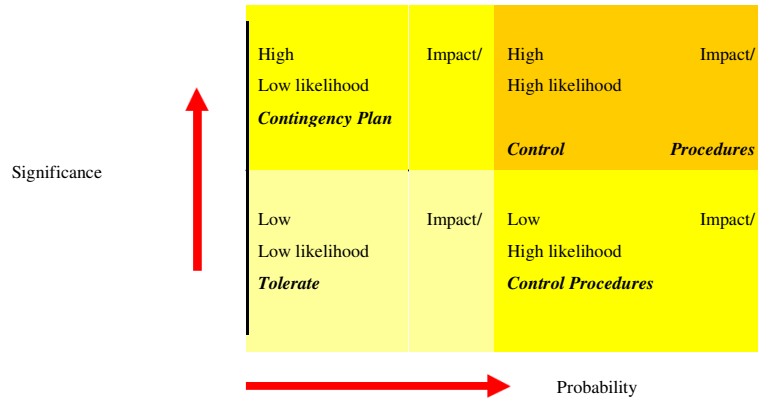 High Impact/
Low likelihood
Contingency Plan
High Impact/
High likelihood
Control Procedures
Significance
Low Impact/
Low likelihood
Tolerate
Low Impact/
High likelihood
Control Procedures
Probability